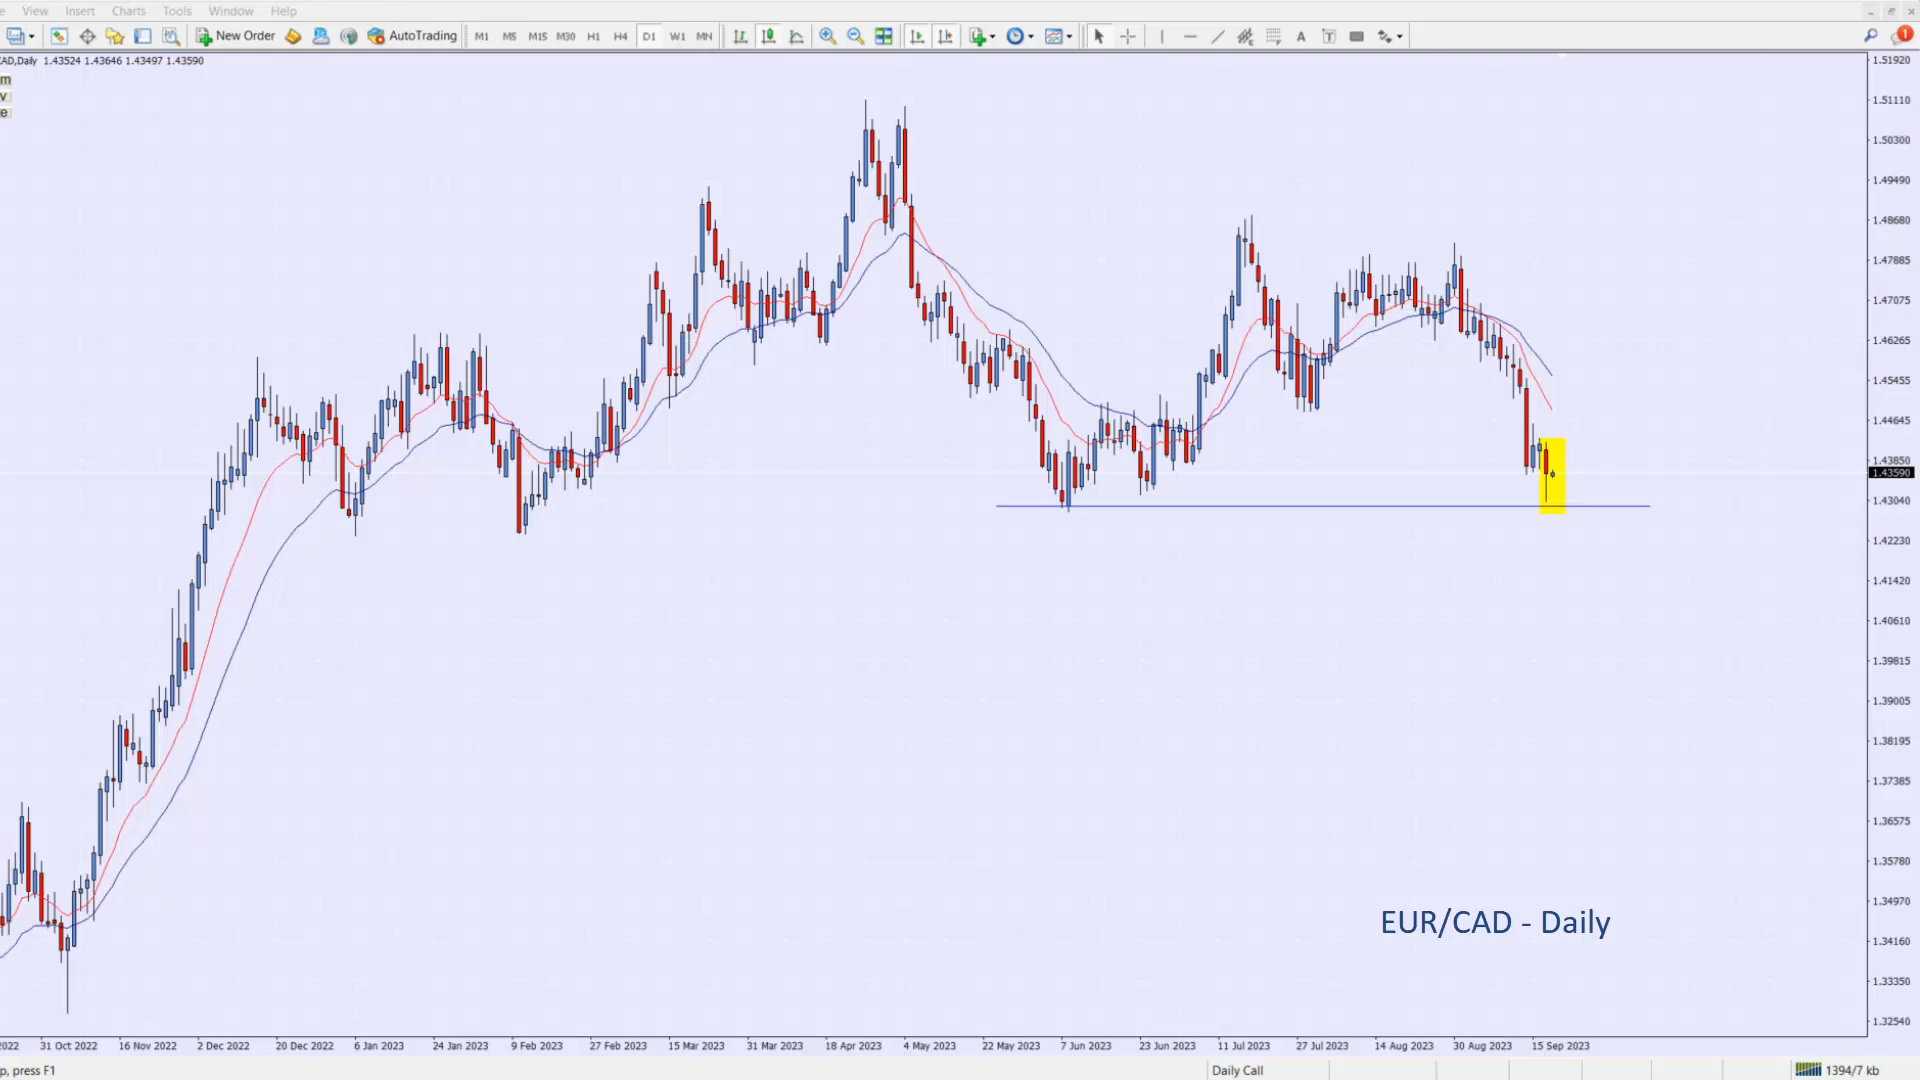 e View Insert Charts Tools Window Help
New Order AutoTrading M1 M5 M15 M30 H1 H4 D1 W1 MN A T 1
CAD,Daily 1.43524 1.43646 1.43497 1.43590
m
v
e
1.51920
1.51110
1.50300
1.49490
1.48680
1.47885
1.47075
1.46265
1.45455
1.44645
1.43850
1.43590
1.43040
1.42230
1.41420
1.40610
1.39815
1.39005
1.38195
1.37385
1.36575
1.35780
1.34970
1.34160
1.33350
1.32540
EUR/CAD - Daily
2022 31 Oct 2022 16 Nov 2022 2 Dec 2022 20 Dec 2022 6 Jan 2023 24 Jan 2023 9 Feb 2023 27 Feb 2023 15 Mar 2023 31 Mar 2023 18 Apr 2023 4 May 2023 22 May 2023 7 Jun 2023 23 Jun 2023 11 Jul 2023 27 Jul 2023 14 Aug 2023 30 Aug 2023 15 Sep 2023
p, press F1 Daily Call 1394/7 kb